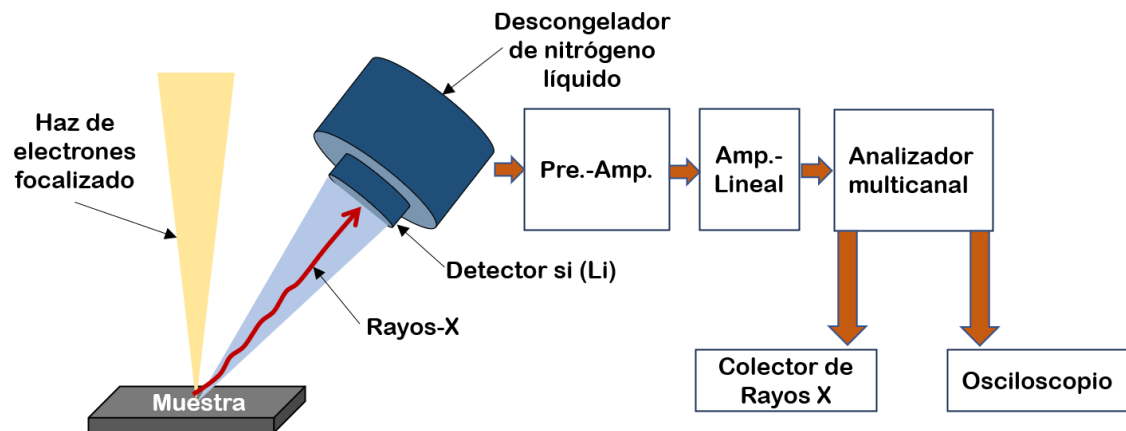 Descongelador
de nitrógeno
líquido
Haz de
electrones
focalizado
Pre.-Amp.
Amp.-
Lineal
Analizador
multicanal
Detector si (Li)
Rayos-X
Muestra
Colector de
Rayos X
Osciloscopio